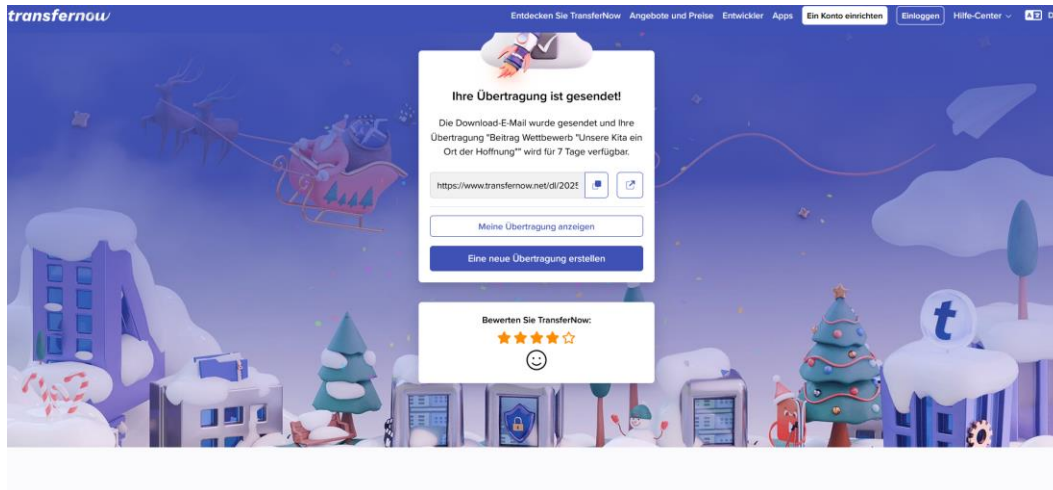 transfernow
Entdecken Sie TransferNow Angebote und Preise Entwickler Apps Ein Konto einrichten Einloggen Hilfe-Center
Ihre Übertragung ist gesendet!
Die Download-E-Mail wurde gesendet und Ihre
Übertragung "Beitrag Wettbewerb "Unsere Kita ein
Ort der Hoffnung"" wird für 7 Tage verfügbar.
https://www.transfernow.net/dl/2025
Meine Übertragung anzeigen
Eine neue Übertragung erstellen
Bewerten Sie TransferNow:
t